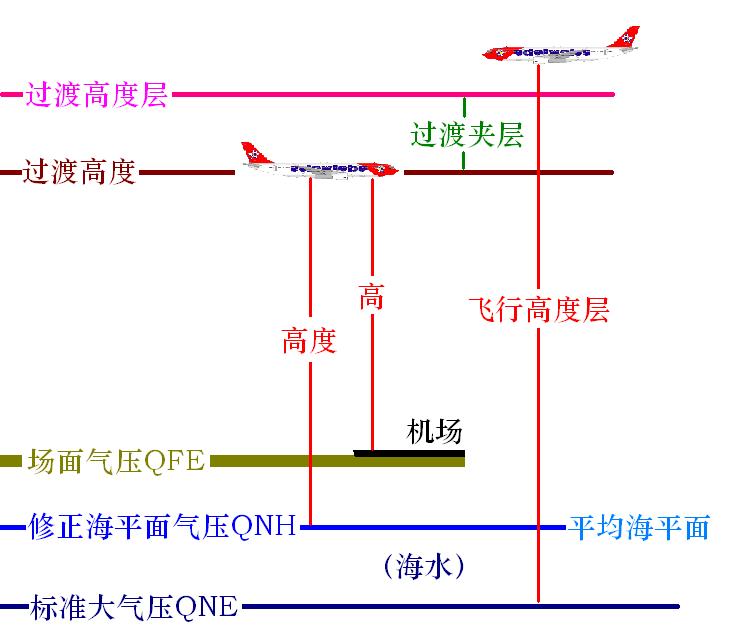 过渡高度层
过渡夹层
过渡高度
高
飞行高度层
高度
机场
场面气压QFE
修正海平面气压QNH
平均海平面
（海水）
标准大气压QNE